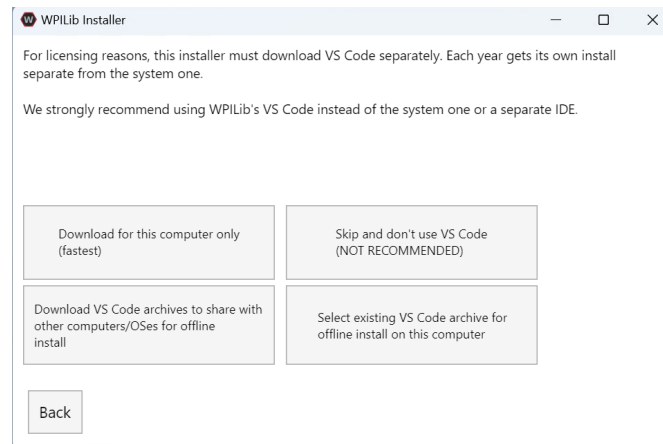 W WPILib Installer
For licensing reasons, this installer must download VS Code separately. Each year gets its own install
separate from the system one.
We strongly recommend using WPILib's VS Code instead of the system one or a separate IDE.
Download for this computer only
(fastest)
Skip and don't use VS Code
(NOT RECOMMENDED)
Download VS Code archives to share with
other computers/OSes for offline
install
Select existing VS Code archive for
offline install on this computer
Back